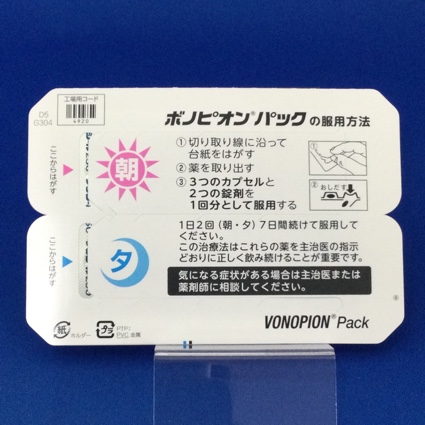 工場用コード
D5
G304
4920
ボノピオン®パックの服用方法
ここからはがす
朝
①切り取り線に沿って
台紙をはがす
②薬を取り出す
③3つのカプセルと
2つの錠剤を
1回分として服用する
①
②
おしだす
ここからはがす
夕
1日2回(朝・夕)7日間続けて服用して
ください。
この治療法はこれらの薬を主治医の指示
どおりに正しく飲み続けることが重要です。
気になる症状がある場合は主治医または
薬剤師に相談してください。
紙
ホルダー
プラ
PTP:
PVC,金属
VONOPION® Pack